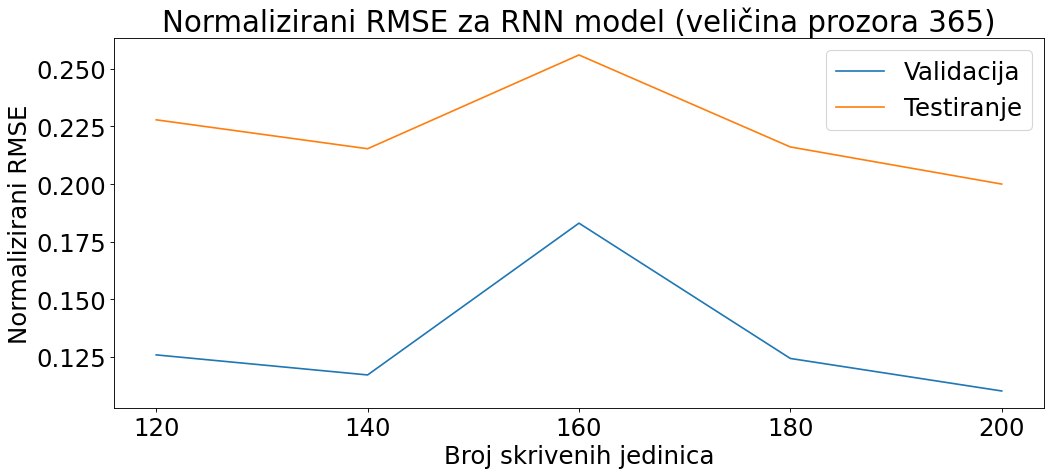 Normalizirani RMSE za RNN model (veličina prozora 365)
Validacija
Testiranje
Normalizirani RMSE
0.250
0.225
0.200
0.175
0.150
0.125
120 140 160 180 200
Broj skrivenih jedinica